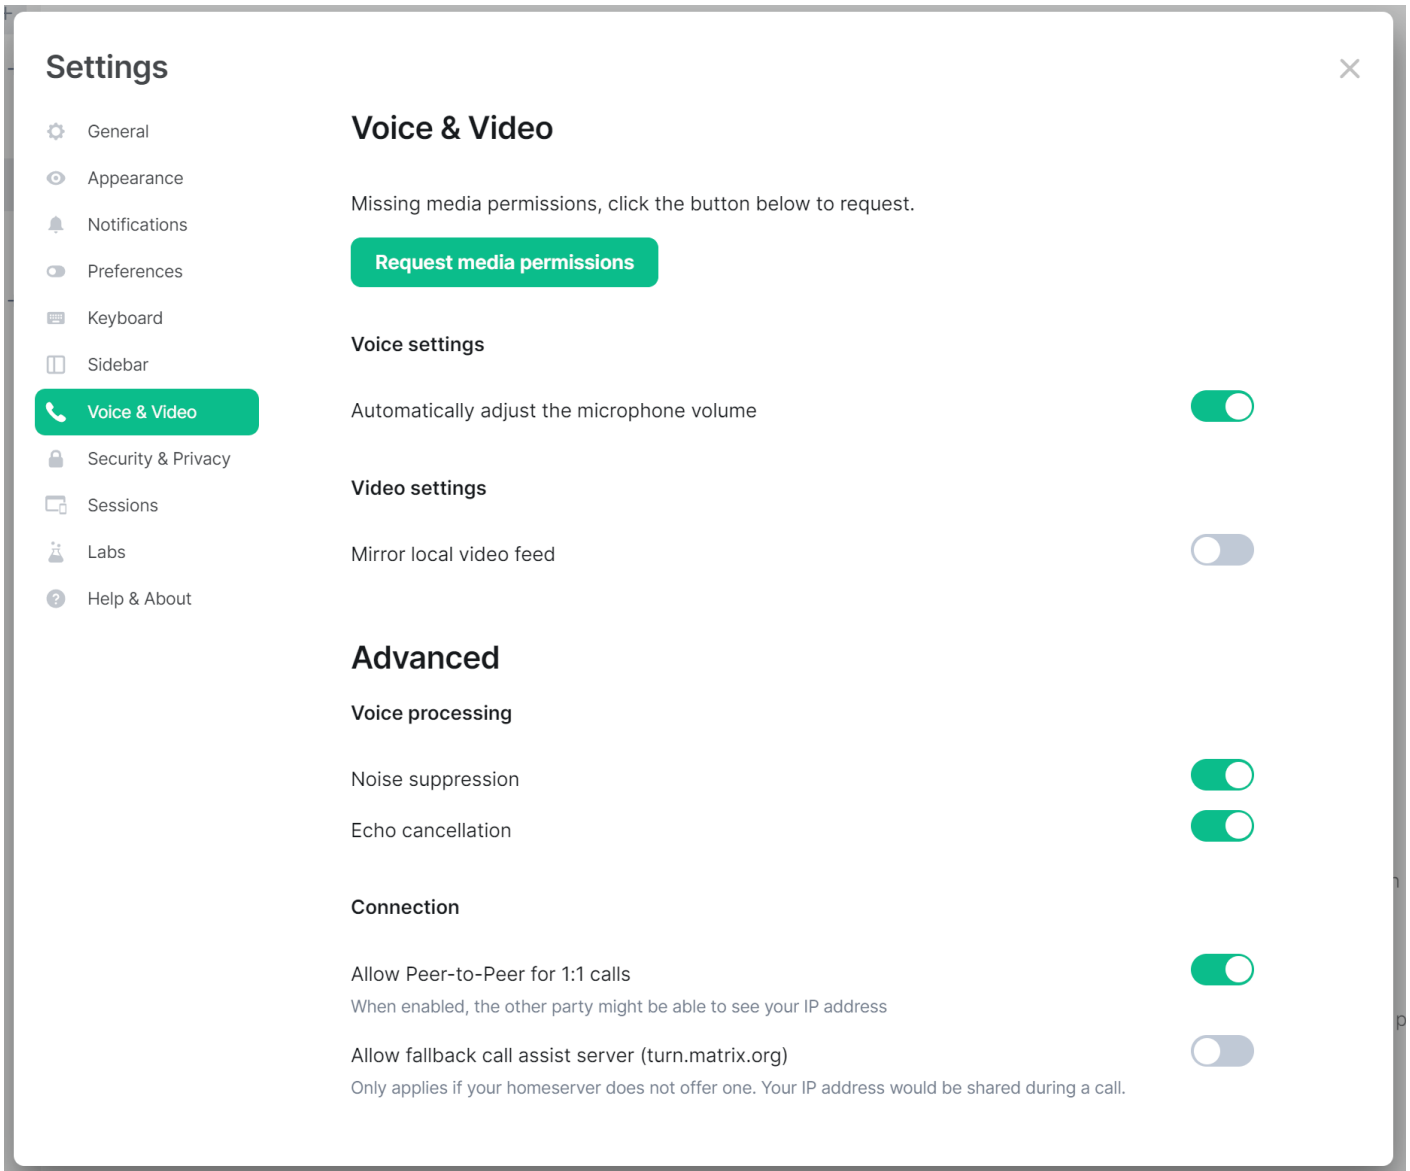 Settings
General
Appearance
Notifications
Preferences
Keyboard
Sidebar
Voice & Video
Security & Privacy
Sessions
Labs
Help & About
Voice & Video
Missing media permissions, click the button below to request.
Request media permissions
Voice settings
Automatically adjust the microphone volume
Video settings
Mirror local video feed
Advanced
Voice processing
Noise suppression
Echo cancellation
Connection
Allow Peer-to-Peer for 1:1 calls
When enabled, the other party might be able to see your IP address
Allow fallback call assist server (turn.matrix.org)
Only applies if your homeserver does not offer one. Your IP address would be shared during a call.